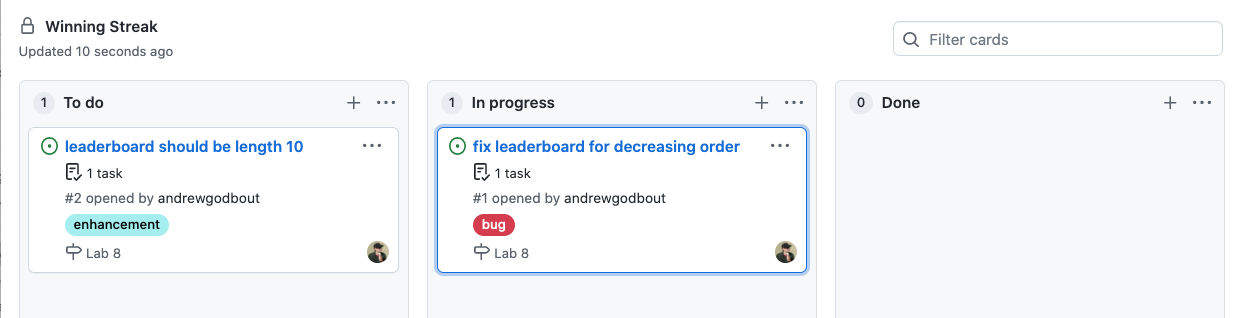 Winning Streak
Updated 10 seconds ago
Filter cards
1 To do
leaderboard should be length 10
1 task
#2 opened by andrewgodbout
enhancement
Lab 8
1 In progress
fix leaderboard for decreasing order
1 task
#1 opened by andrewgodbout
bug
Lab 8
0 Done